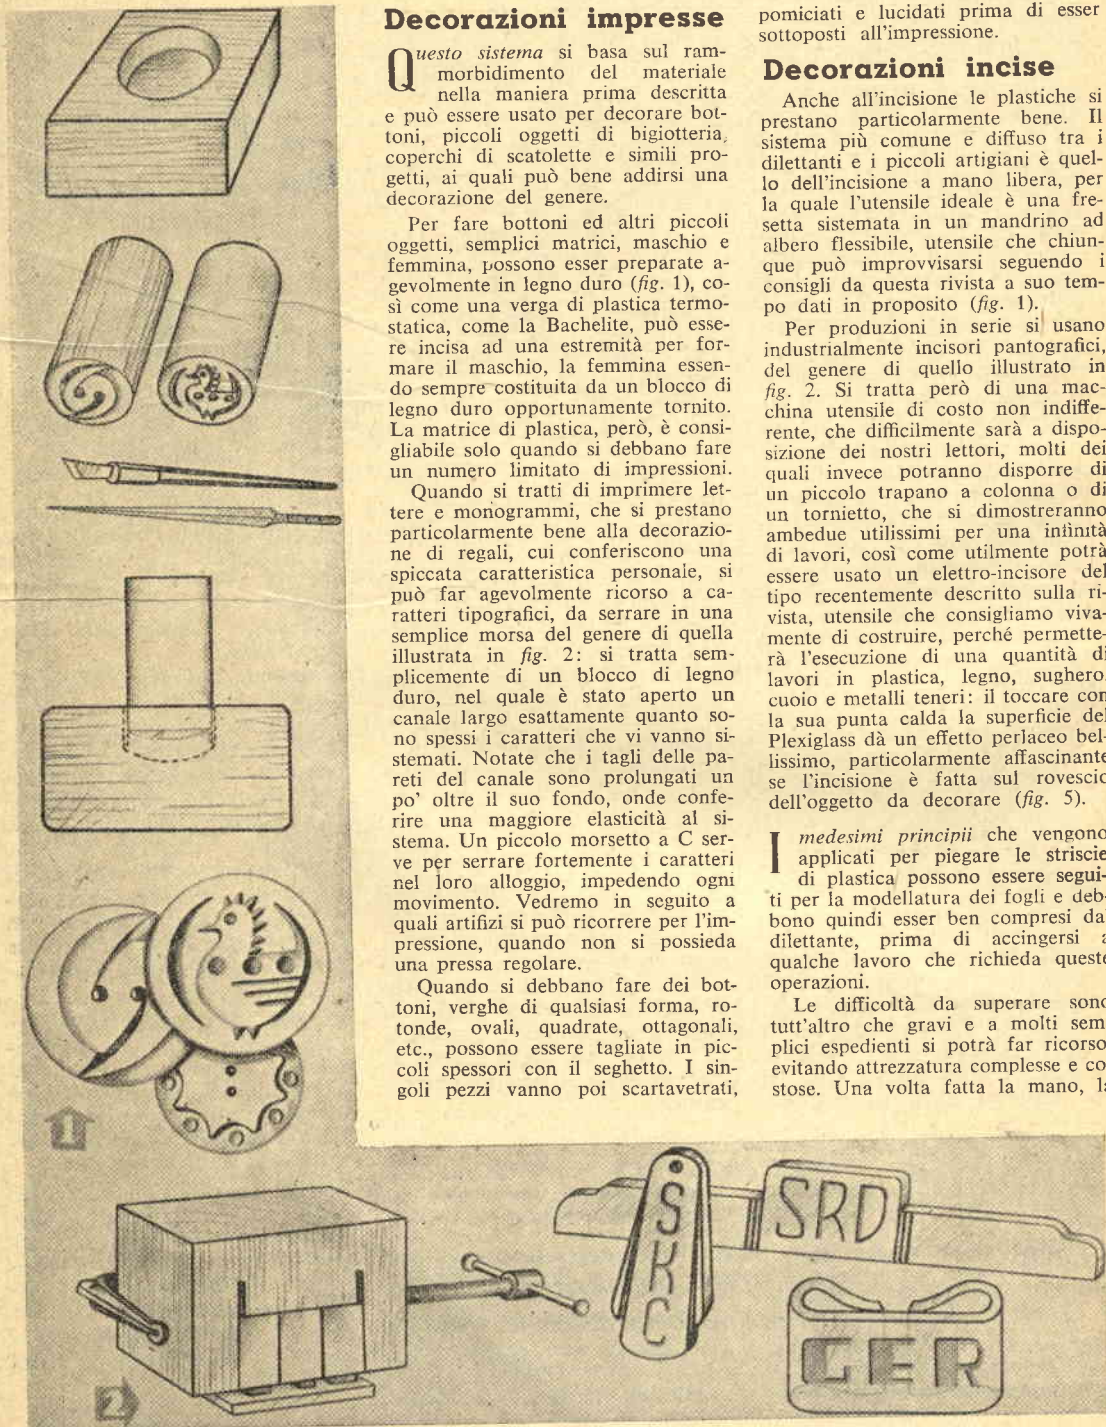 Decorazioni impresse
Questo sistema si basa sul ram-
morbidimento del materiale
nella maniera prima descritta
e può essere usato per decorare bot-
toni, piccoli oggetti di bigiotteria,
coperchi di scatolette e simili pro-
getti, ai quali può bene addirsi una
decorazione del genere.
Per fare bottoni ed altri piccoli
oggetti, semplici matrici, maschio e
femmina, possono esser preparate a-
gevolmente in legno duro (fig. 1), co-
sì come una verga di plastica termo-
statica, come la Bachelite, può esse-
re incisa ad una estremità per for-
mare il maschio, la femmina essen-
do sempre costituita da un blocco di
legno duro opportunamente tornito.
La matrice di plastica, però, è consi-
gliabile solo quando si debbano fare
un numero limitato di impressioni.
Quando si tratti di imprimere let-
tere e monogrammi, che si prestano
particolarmente bene alla decorazio-
ne di regali, cui conferiscono una
spiccata caratteristica personale, si
può far agevolmente ricorso a ca-
ratteri tipografici, da serrare in una
semplice morsa del genere di quella
illustrata in fig. 2: si tratta sem-
plicemente di un blocco di legno
duro, nel quale è stato aperto un
canale largo esattamente quanto so-
no spessi i caratteri che vi vanno si-
stemati. Notate che i tagli delle pa-
reti del canale sono prolungati un
po' oltre il suo fondo, onde confe-
rire una maggiore elasticità al si-
stema. Un piccolo morsetto a C ser-
ve per serrare fortemente i caratteri
nel loro alloggio, impedendo ogni
movimento. Vedremo in seguito a
quali artifizi si può ricorrere per l'im-
pressione, quando non si possieda
una pressa regolare.
Quando si debbano fare dei bot-
toni, verghe di qualsiasi forma, ro-
tonde, ovali, quadrate, ottagonali,
etc., possono essere tagliate in pic-
coli spessori con il seghetto. I sin-
goli pezzi vanno poi scartavetrati,
pomiciati e lucidati prima di esser
sottoposti all'impressione.
Decorazioni incise
Anche all'incisione le plastiche si
prestano particolarmente bene. Il
sistema più comune e diffuso tra i
dilettanti e i piccoli artigiani è quel-
lo dell'incisione a mano libera, per
la quale l'utensile ideale è una fre-
setta sistemata in un mandrino ad
albero flessibile, utensile che chiun-
que può improvvisarsi seguendo i
consigli da questa rivista a suo tem-
po dati in proposito (fig. 1).
Per produzioni in serie si usano
industrialmente incisori pantografici,
del genere di quello illustrato in
fig. 2. Si tratta però di una mac-
china utensile di costo non indiffe-
rente, che difficilmente sarà a dispo-
sizione dei nostri lettori, molti dei
quali invece potranno disporre di
un piccolo trapano a colonna o di
un tornietto, che si dimostreranno
ambedue utilissimi per una infinità
di lavori, così come utilmente potrà
essere usato un elettro-incisore del
tipo recentemente descritto sulla ri-
vista, utensile che consigliamo viva-
mente di costruire, perché permette-
rà l'esecuzione di una quantità di
lavori in plastica, legno, sughero,
cuoio e metalli teneri: il toccare con
la sua punta calda la superficie del
Plexiglass dà un effetto perlaceo bel-
lissimo, particolarmente affascinante
se l'incisione è fatta sul rovescio
dell'oggetto da decorare (fig. 5).
I medesimi principii che vengono
applicati per piegare le striscie
di plastica possono essere segui-
ti per la modellatura dei fogli e deb-
bono quindi esser ben compresi dal
dilettante, prima di accingersi a
qualche lavoro che richieda queste
operazioni.
Le difficoltà da superare sono
tutt'altro che gravi e a molti sem
plici espedienti si potrà far ricorso
evitando attrezzatura complesse e co
stose. Una volta fatta la mano,
1
2
SKC
SRD
GER